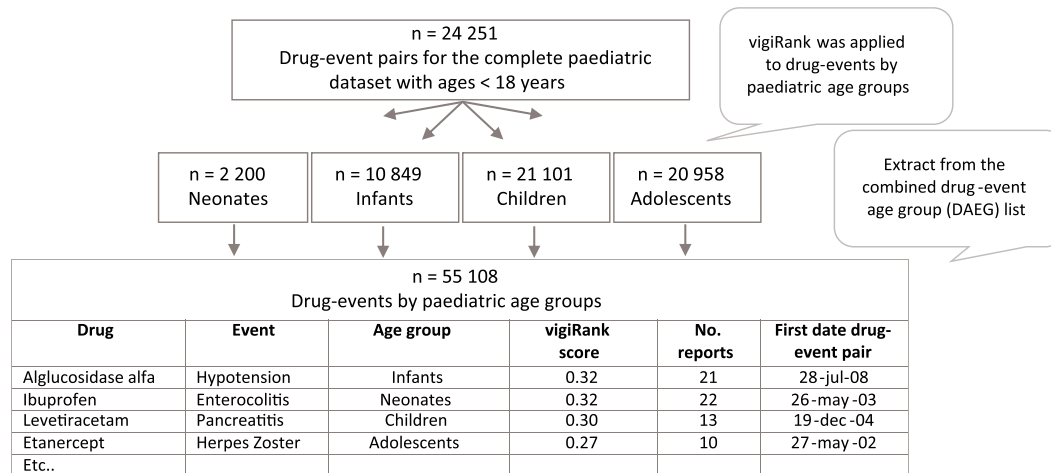 n = 24 251
Drug-event pairs for the complete paediatric
dataset with ages < 18 years
vigiRank was applied
to drug-events by
paediatric age groups
Extract from the
combined drug-event
age group (DAEG) list
n = 2 200
Neonates
n = 10 849
Infants
n = 21 101
Children
n = 20 958
Adolescents
n = 55 108
Drug-events by paediatric age groups
Drug Event Age group vigiRank score No. reports First date drug-event pair
Alglucosidase alfa Hypotension Infants 0.32 21 28-jul-08
Ibuprofen Enterocolitis Neonates 0.32 22 26-may-03
Levetiracetam Pancreatitis Children 0.30 13 19-dec-04
Etanercept Herpes Zoster Adolescents 0.27 10 27-may-02
Etc..